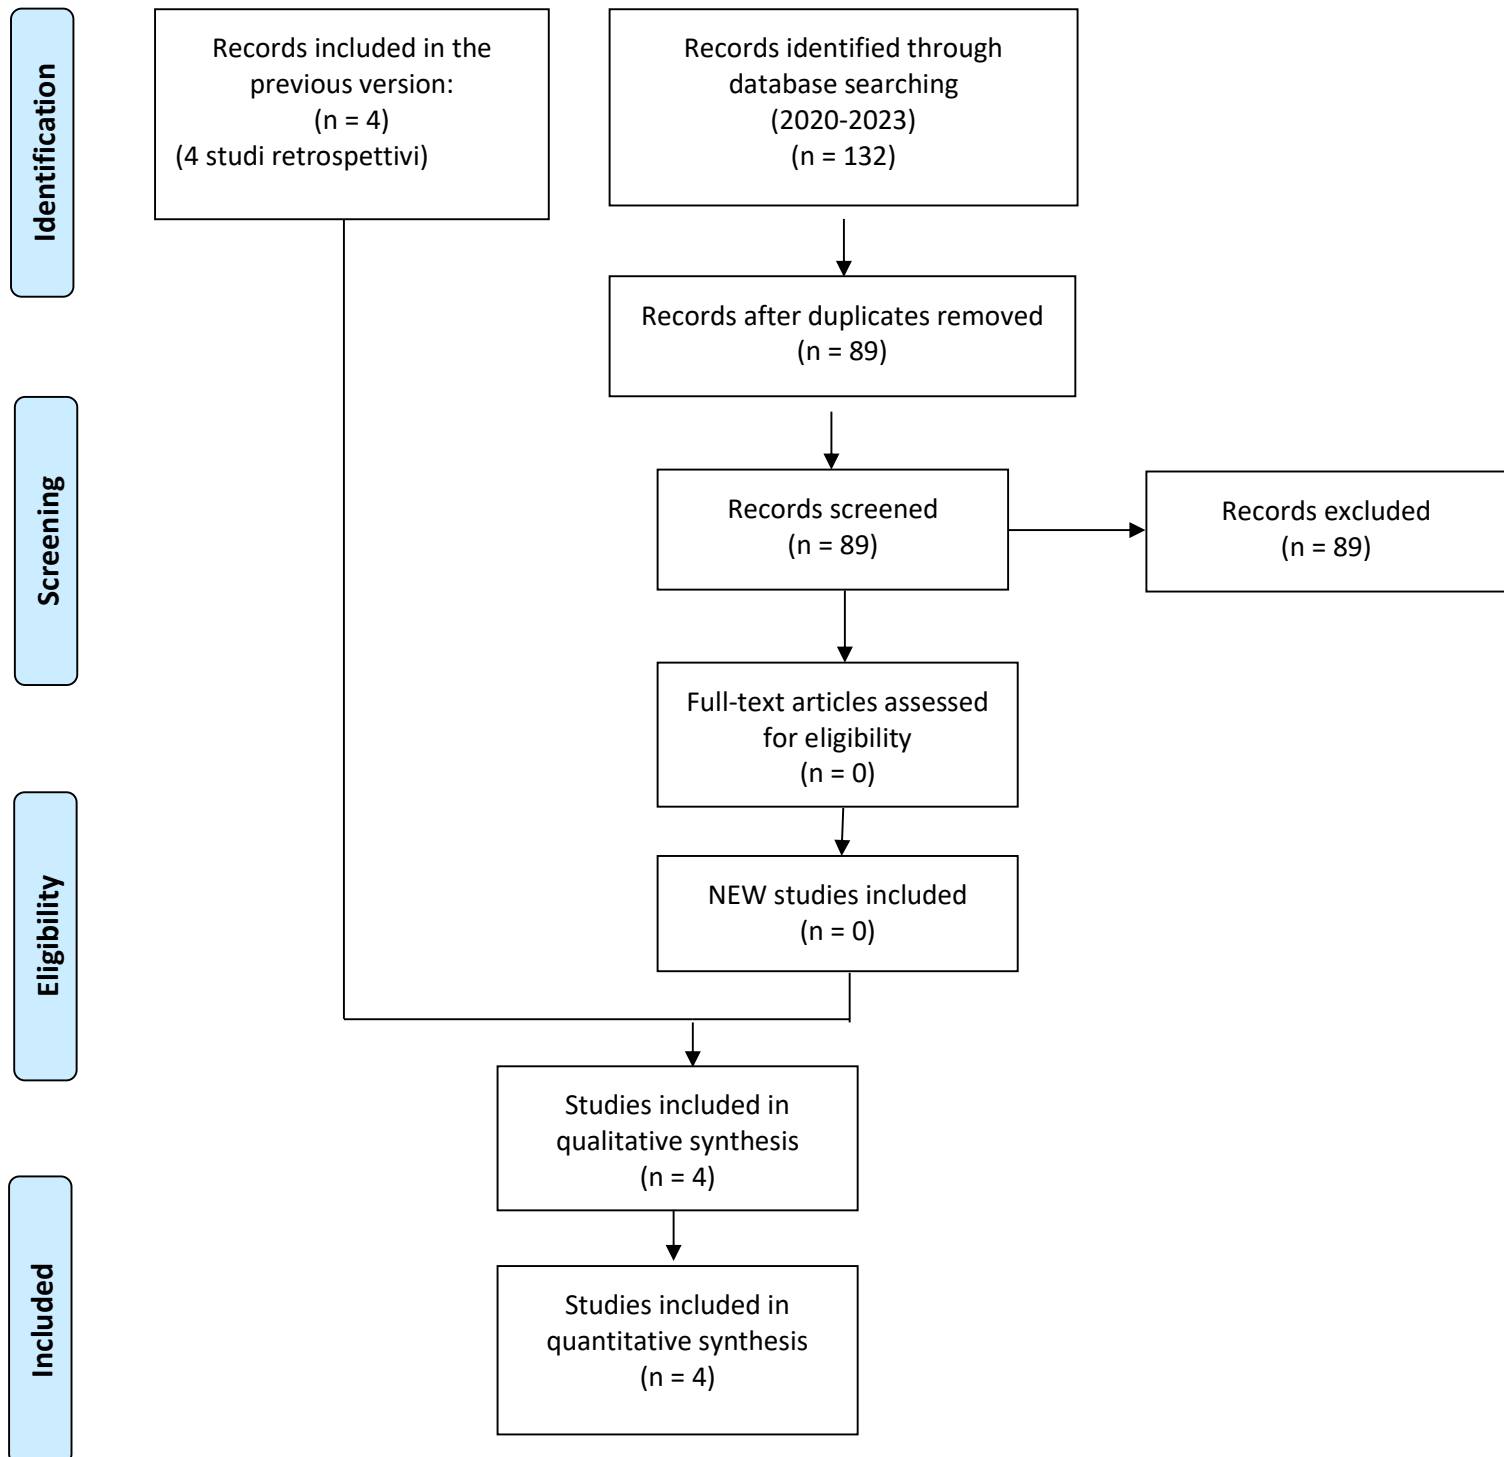 Identification
Records included in the
previous version:
(n = 4)
(4 studi retrospettivi)
Records identified through
database searching
(2020-2023)
(n = 132)
Records after duplicates removed
(n = 89)
Screening
Records screened
(n = 89)
Records excluded
(n = 89)
Full-text articles assessed
for eligibility
(n = 0)
Eligibility
NEW studies included
(n = 0)
Studies included in
qualitative synthesis
(n = 4)
Included
Studies included in
quantitative synthesis
(n = 4)